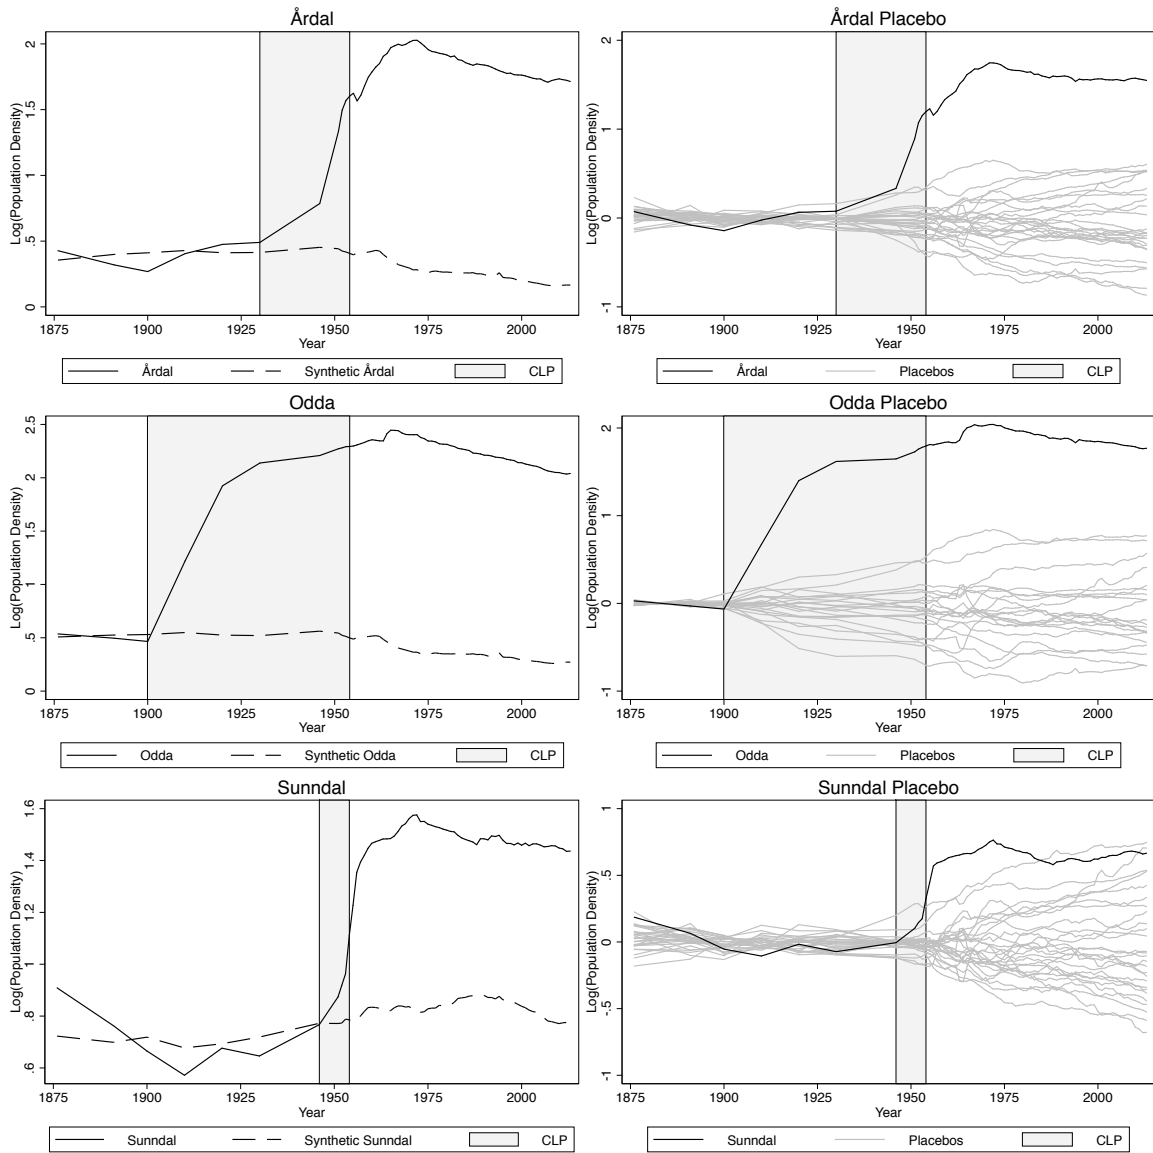 Årdal
Log(Population Density)
0 .5 1 1.5 2
1875 1900 1925 1950 1975 2000
Year
Årdal Synthetic Årdal CLP
Årdal Placebo
Log(Population Density)
-1 0 1 2
1875 1900 1925 1950 1975 2000
Year
Årdal Placebos CLP
Odda
Log(Population Density)
0 .5 1 1.5 2 2.5
1875 1900 1925 1950 1975 2000
Year
Odda Synthetic Odda CLP
Odda Placebo
Log(Population Density)
-1 0 1 2
1875 1900 1925 1950 1975 2000
Year
Odda Placebos CLP
Sunndal
Log(Population Density)
.6 .8 1 1.2 1.4 1.6
1875 1900 1925 1950 1975 2000
Year
Sunndal Synthetic Sunndal CLP
Sunndal Placebo
Log(Population Density)
-1 -.5 0 .5 1
1875 1900 1925 1950 1975 2000
Year
Sunndal Placebos CLP